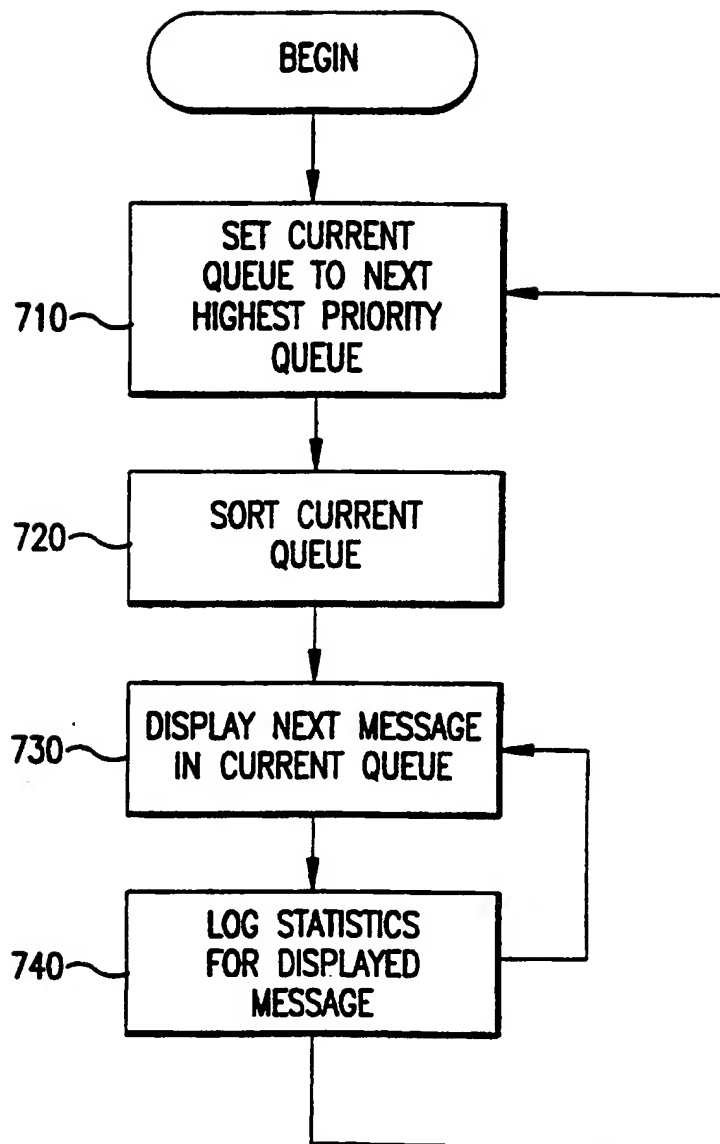 BEGIN
SET CURRENT
QUEUE TO NEXT
HIGHEST PRIORITY
QUEUE
710
SORT CURRENT
QUEUE
720
DISPLAY NEXT MESSAGE
IN CURRENT QUEUE
730
LOG STATISTICS
FOR DISPLAYED
MESSAGE
740